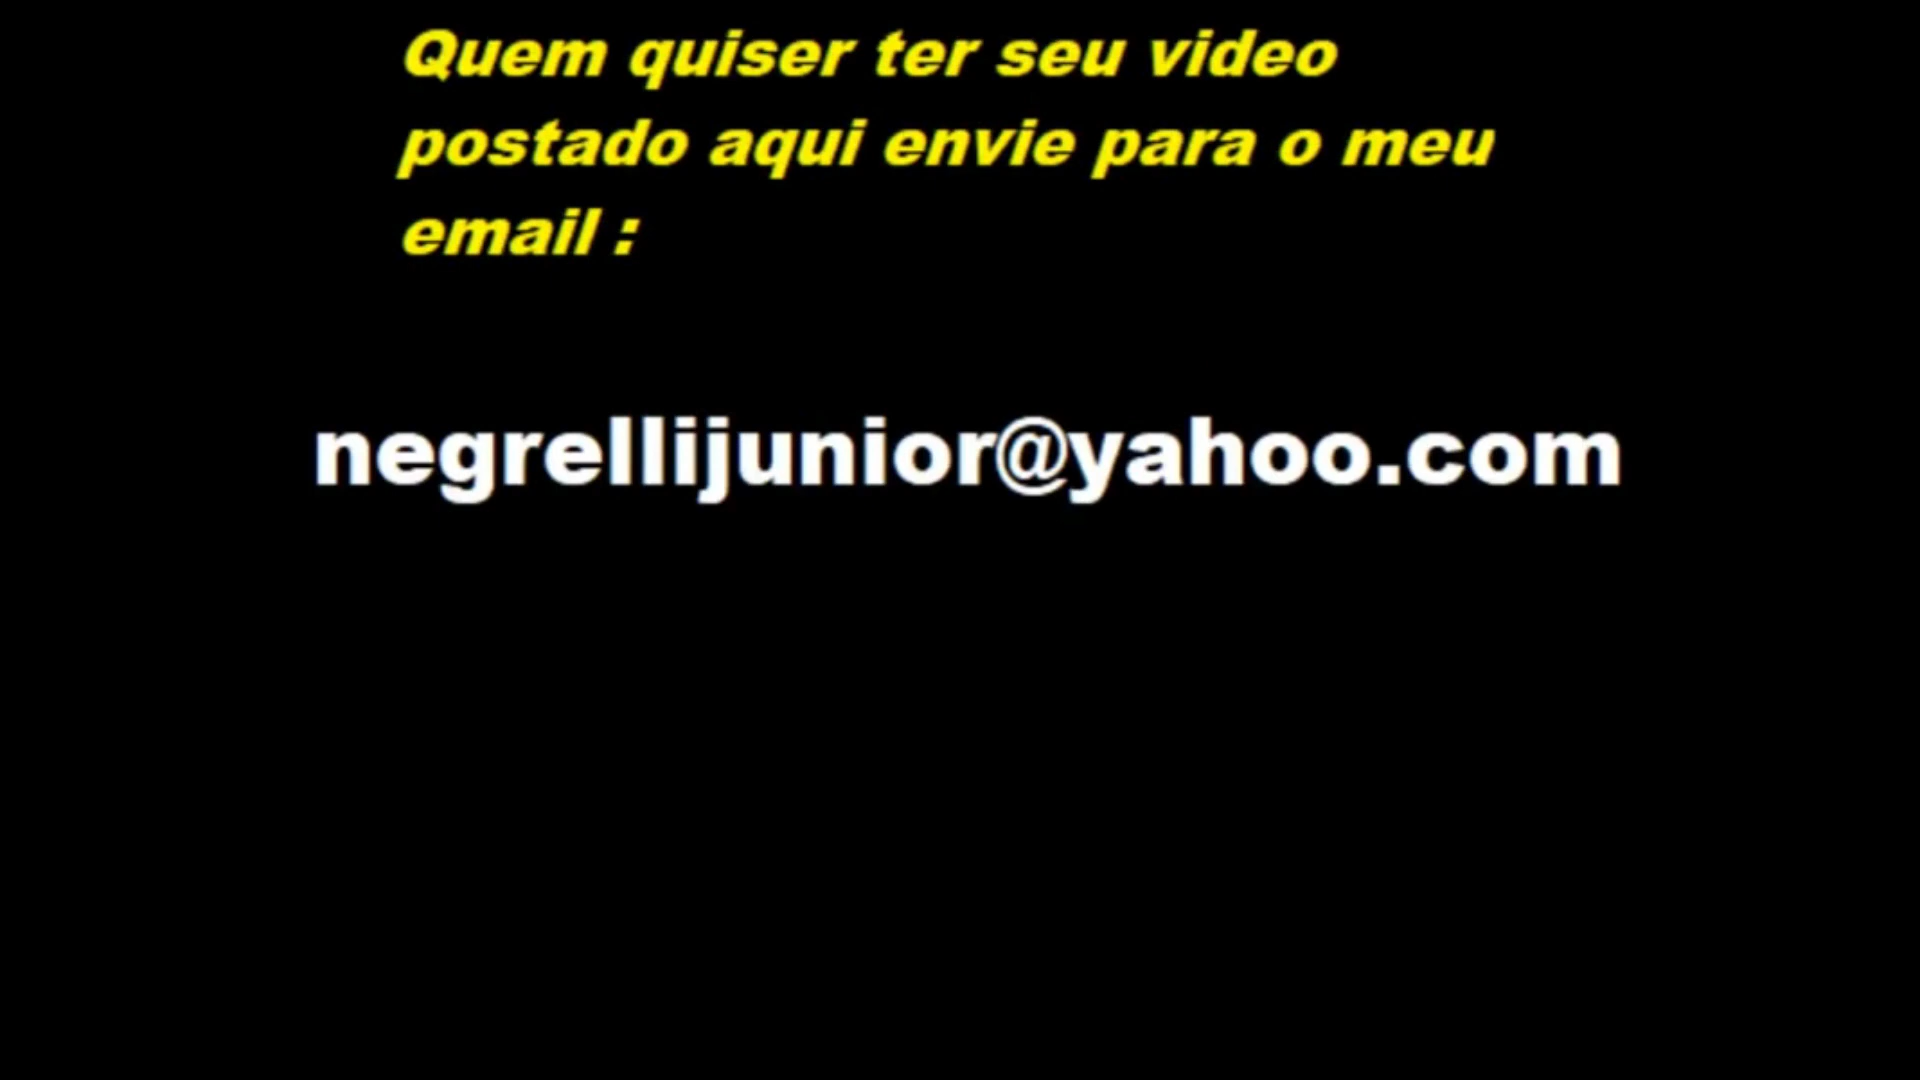 Quem quiser ter seu video
postado aqui envie para o meu
email :
negrellijunior@yahoo.com